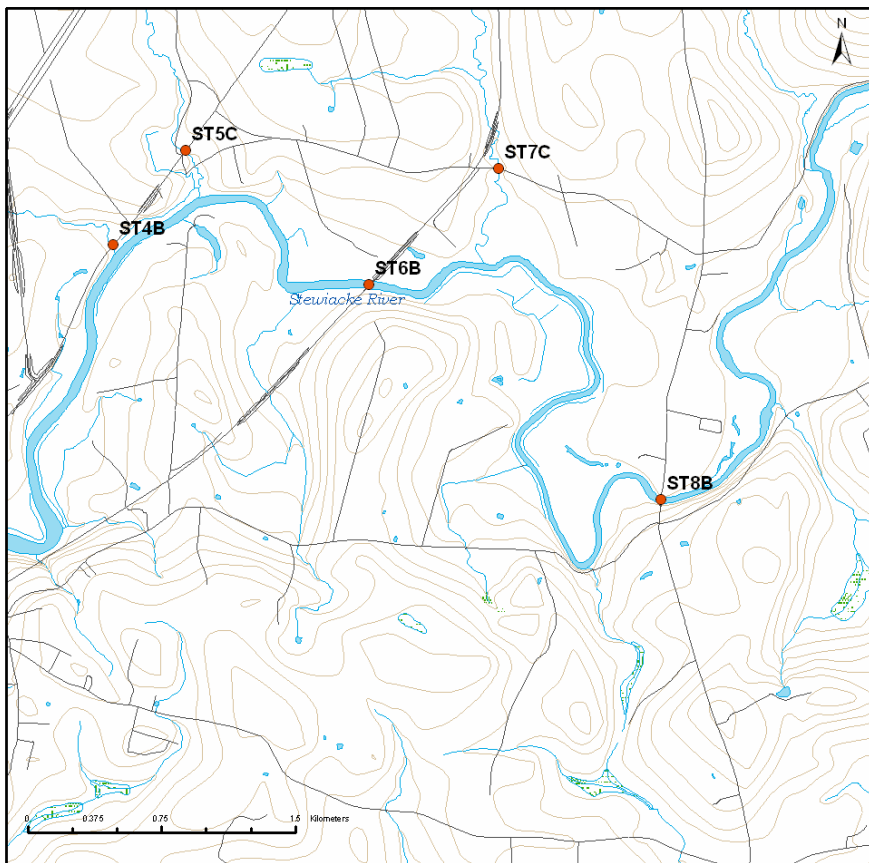 N
ST5C
ST7C
ST4B
ST6B
Stewiacke River
ST8B
0 0.375 0.75 1.5 Kilometers